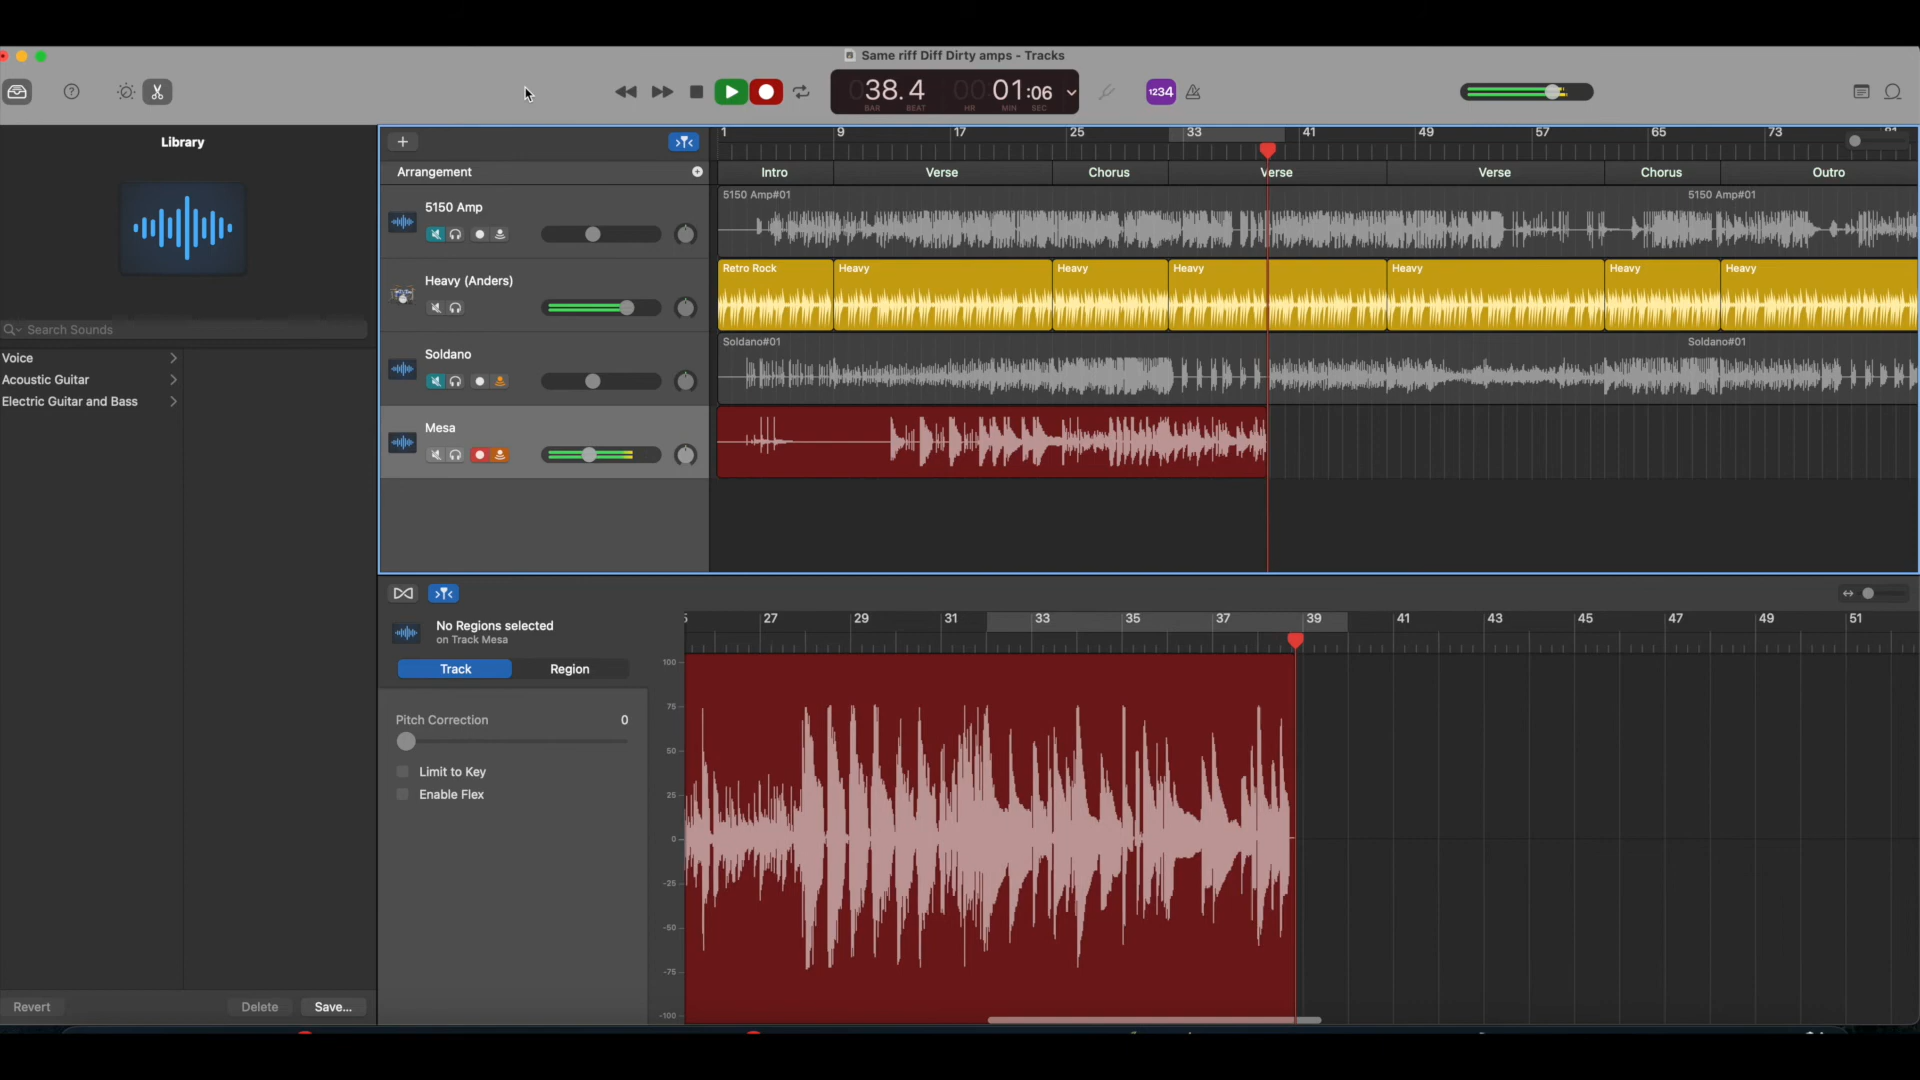 Same riff Diff Dirty amps - Tracks
38.4
BAR BEAT
00 01:06
HR MIN SEC
1234
Library
Search Sounds
Voice
Acoustic Guitar
Electric Guitar and Bass
Revert
Delete
Save...
1 9 17 25 33 41 49 57 65 73 81
Arrangement
Intro Verse Chorus Verse Verse Chorus Outro
5150 Amp
5150 Amp#01
5150 Amp#01
Heavy (Anders)
Retro Rock Heavy Heavy Heavy Heavy Heavy Heavy
Soldano
Soldano#01
Soldano#01
Mesa
No Regions selected
on Track Mesa
Track
Region
Pitch Correction 0
Limit to Key
Enable Flex
27 29 31 33 35 37 39 41 43 45 47 49 51
100
75
50
25
0
-25
-50
-75
-100